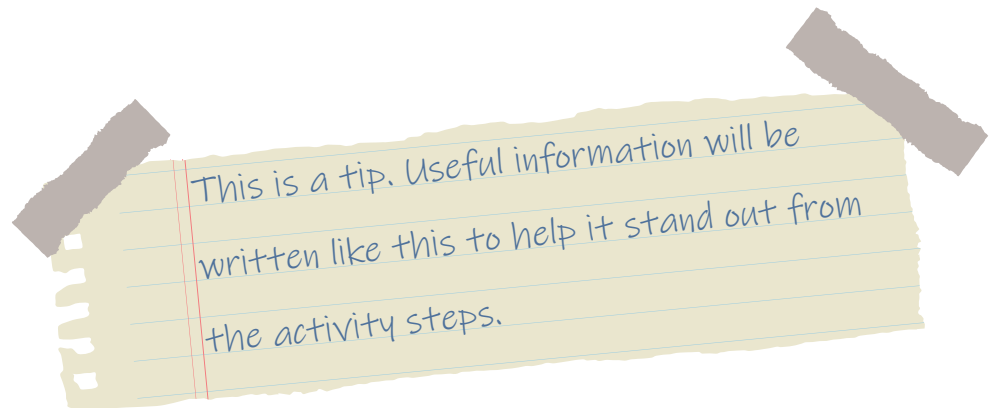 This is a tip. Useful information will be
written like this to help it stand out from
the activity steps.